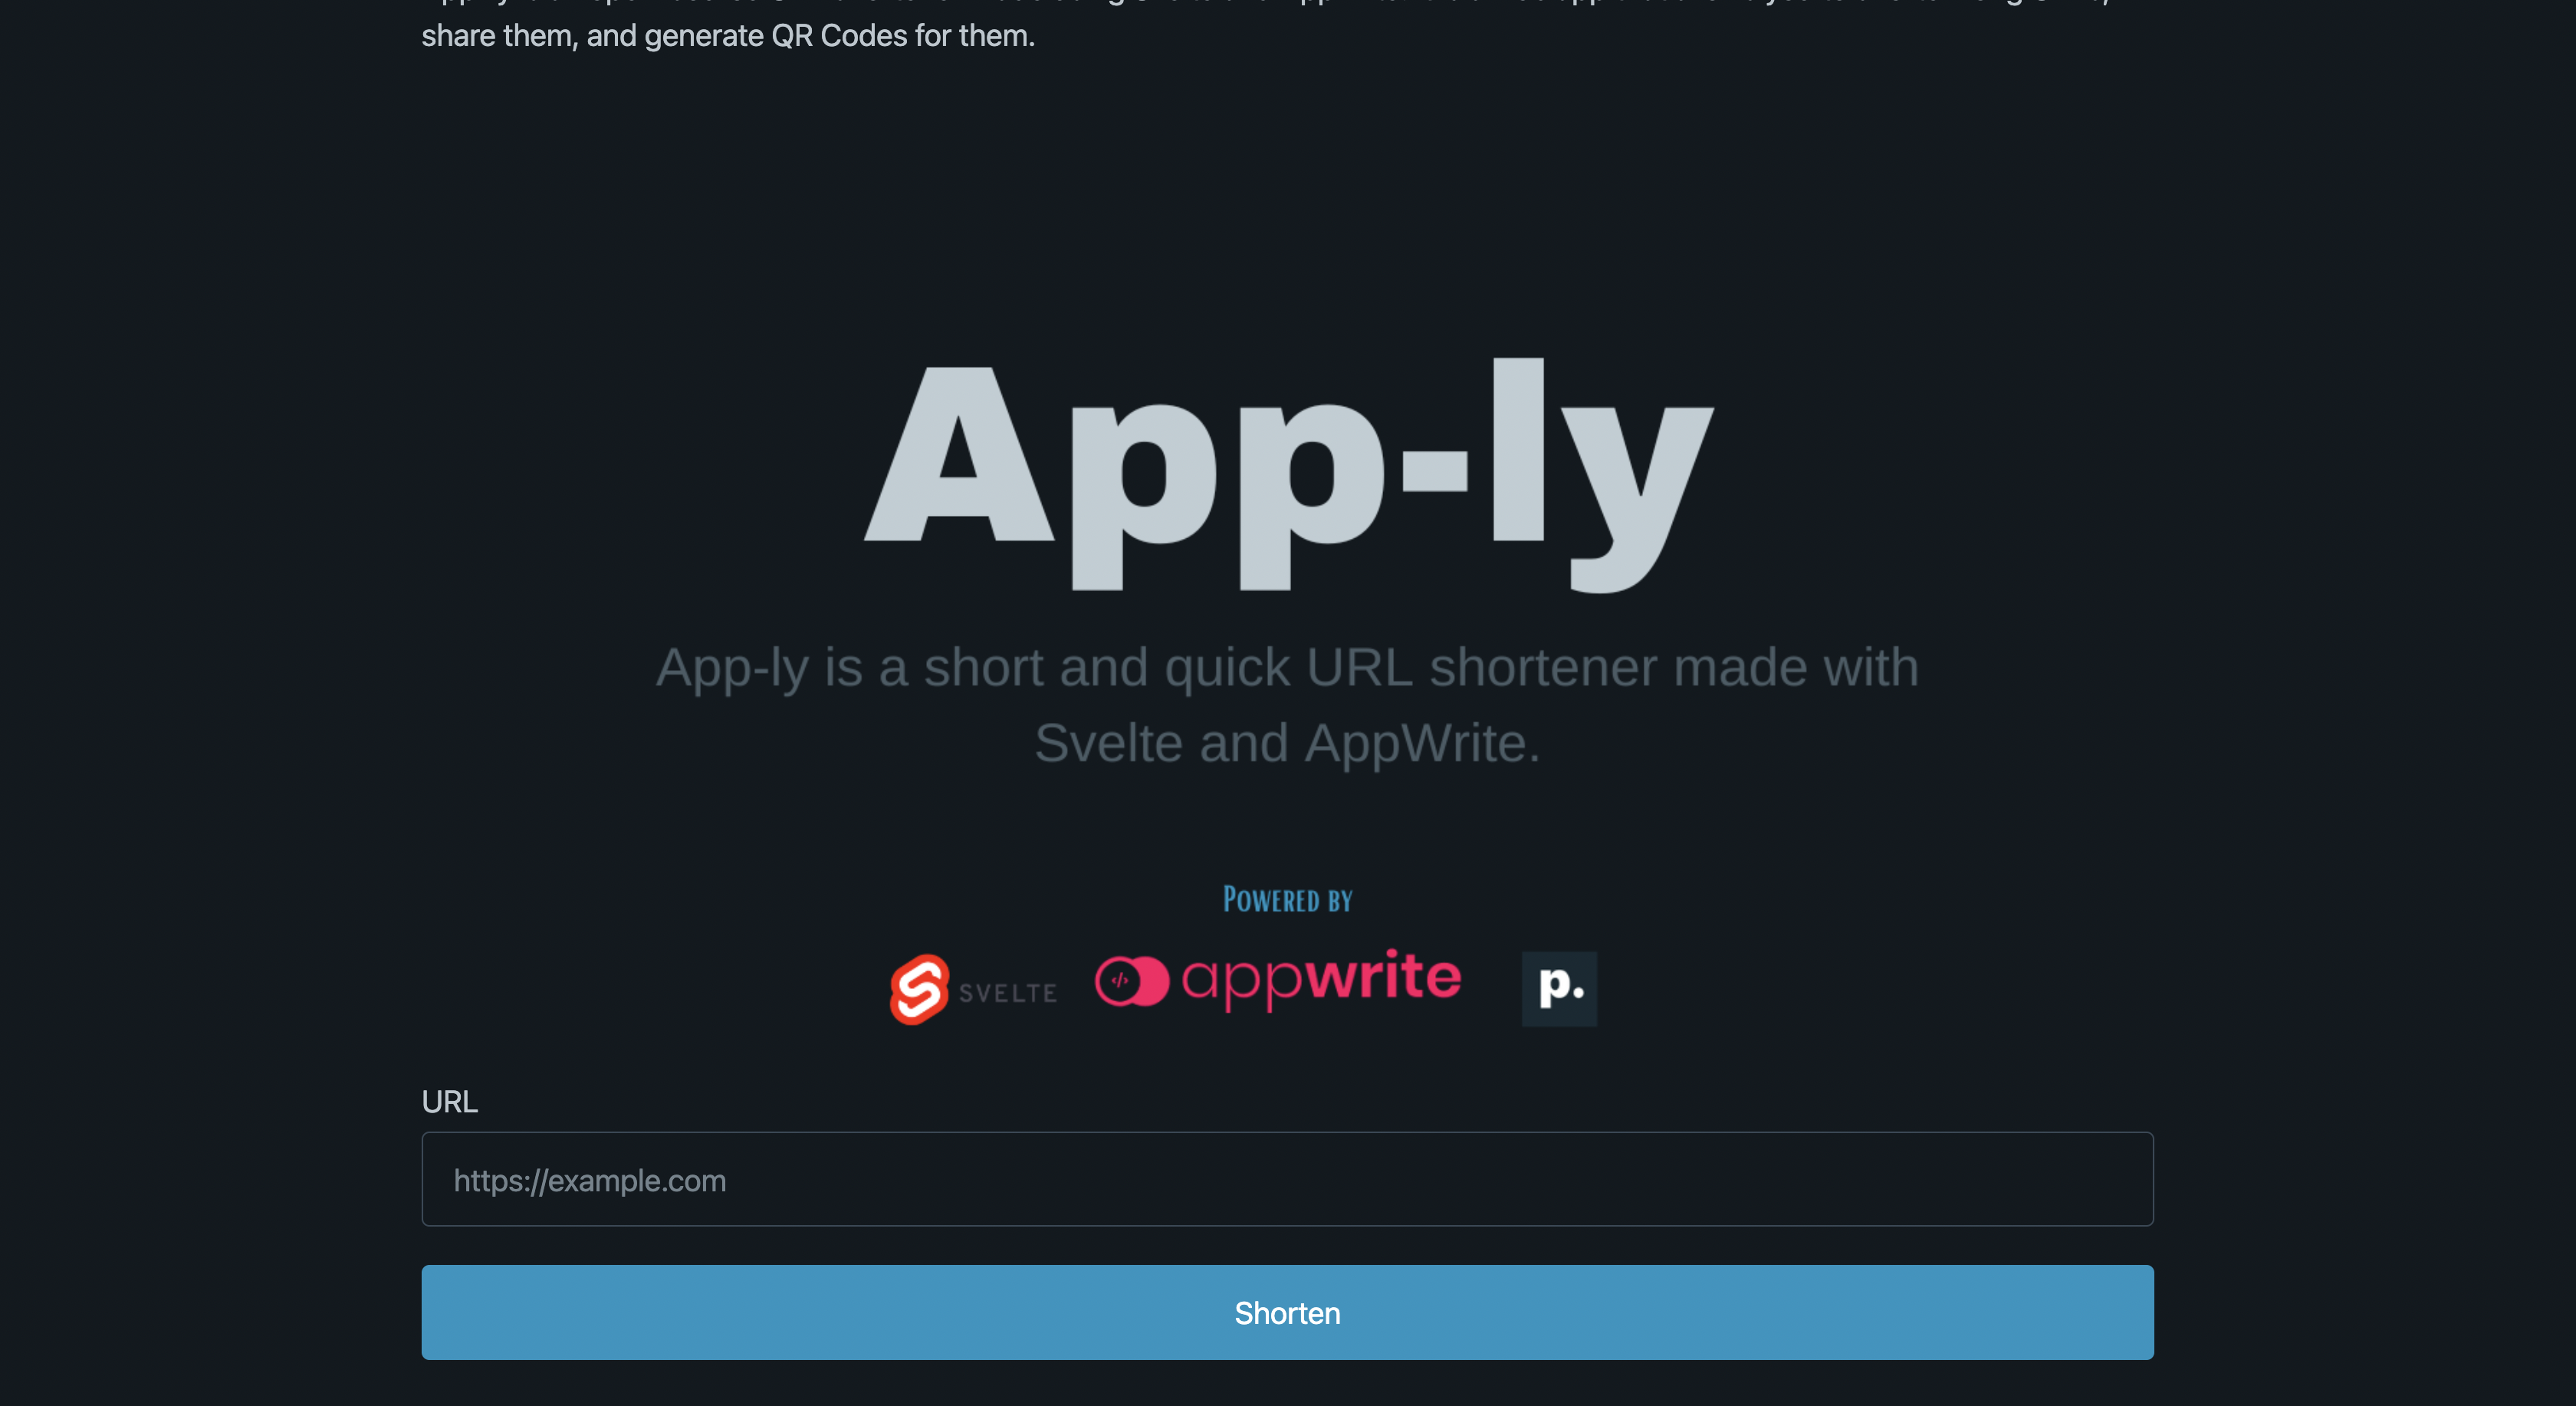 share them, and generate QR Codes for them.
App-ly
App-ly is a short and quick URL shortener made with
Svelte and AppWrite.
Powered by
SVELTE
</>
appwrite
p.
URL
https://example.com
Shorten